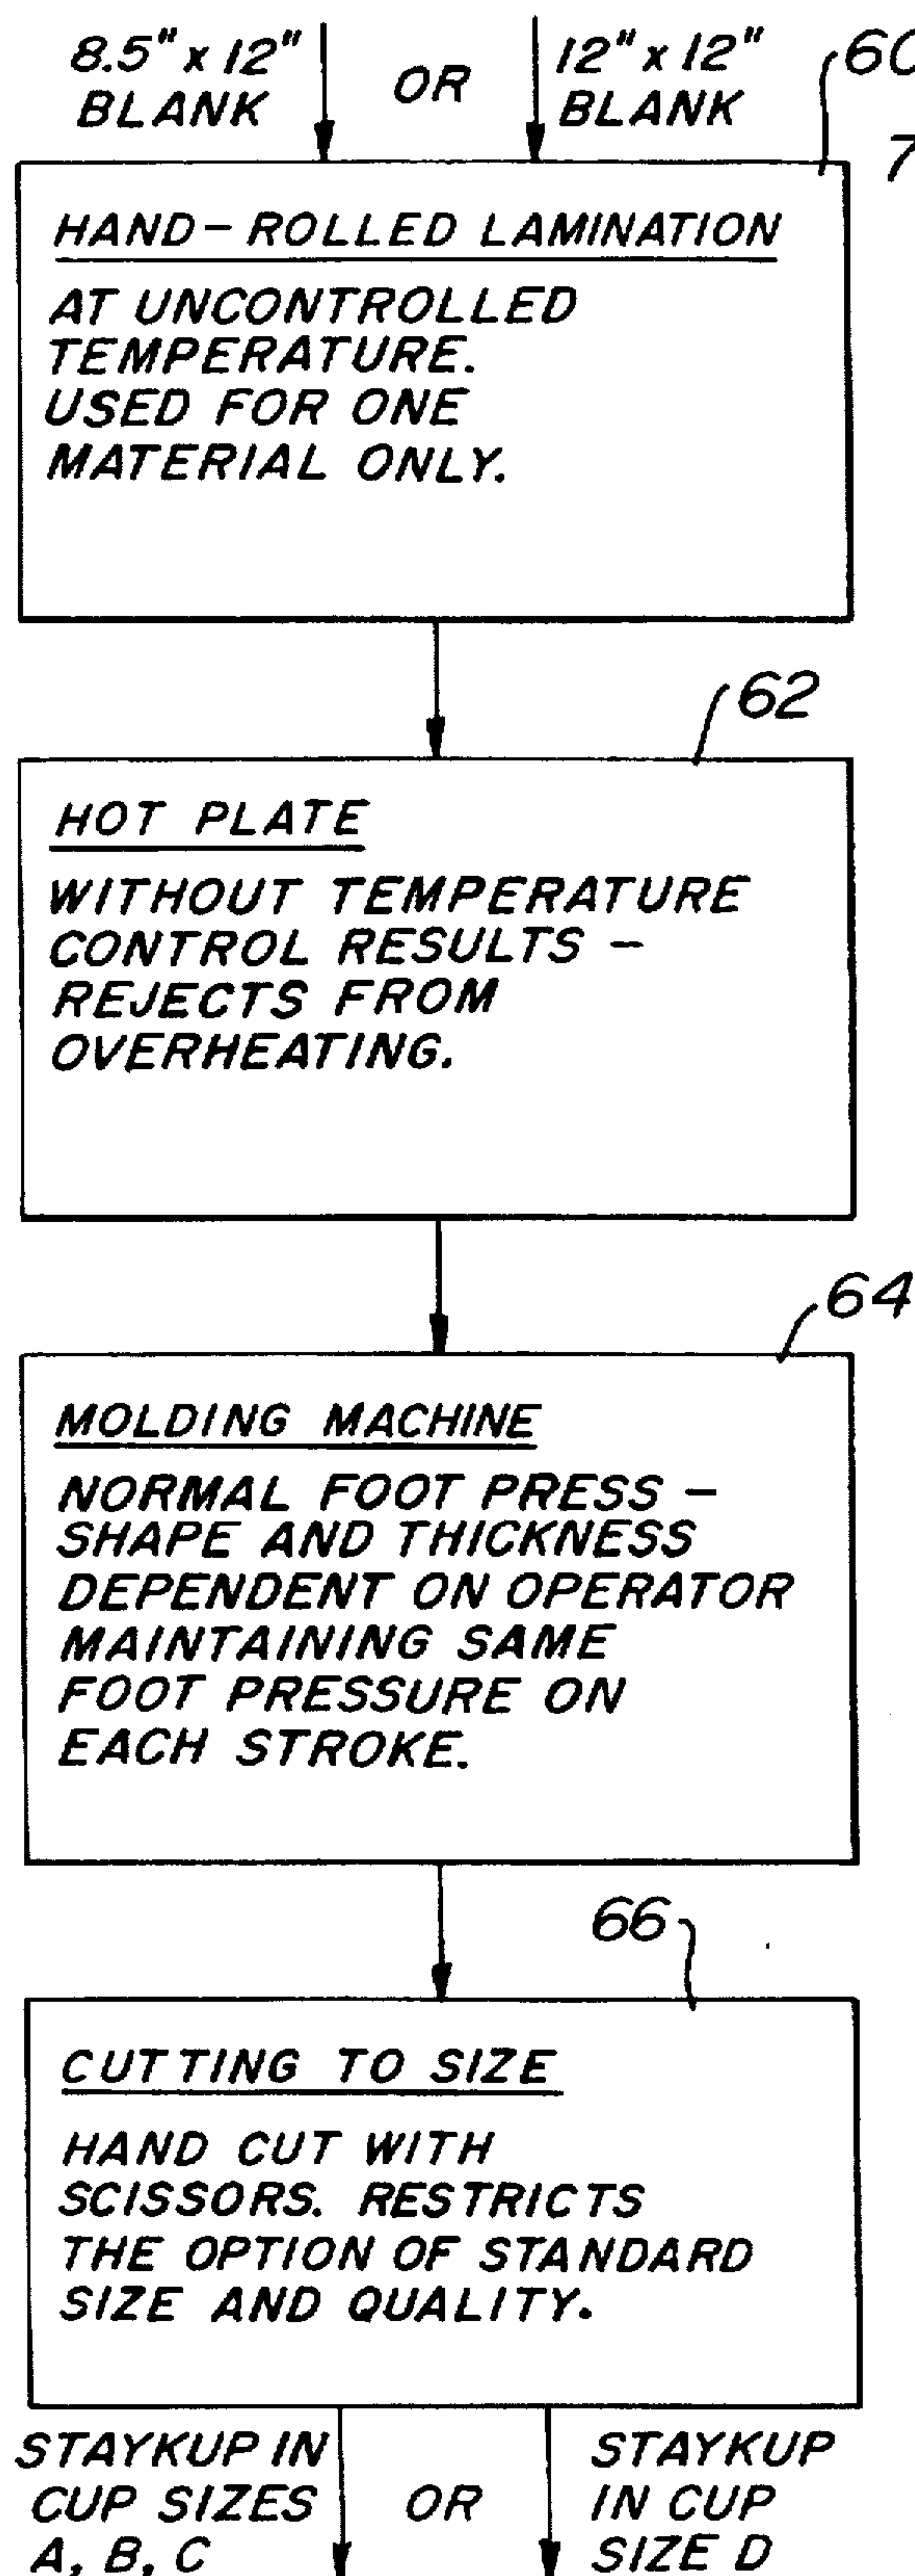 8.5" x 12" BLANK
OR
12" x 12" BLANK
60
7
HAND-ROLLED LAMINATION
AT UNCONTROLLED
TEMPERATURE.
USED FOR ONE
MATERIAL ONLY.
62
HOT PLATE
WITHOUT TEMPERATURE
CONTROL RESULTS –
REJECTS FROM
OVERHEATING.
64
MOLDING MACHINE
NORMAL FOOT PRESS –
SHAPE AND THICKNESS
DEPENDENT ON OPERATOR
MAINTAINING SAME
FOOT PRESSURE ON
EACH STROKE.
66
CUTTING TO SIZE
HAND CUT WITH
SCISSORS. RESTRICTS
THE OPTION OF STANDARD
SIZE AND QUALITY.
STAYKUP IN
CUP SIZES
A, B, C
OR
STAYKUP
IN CUP
SIZE D